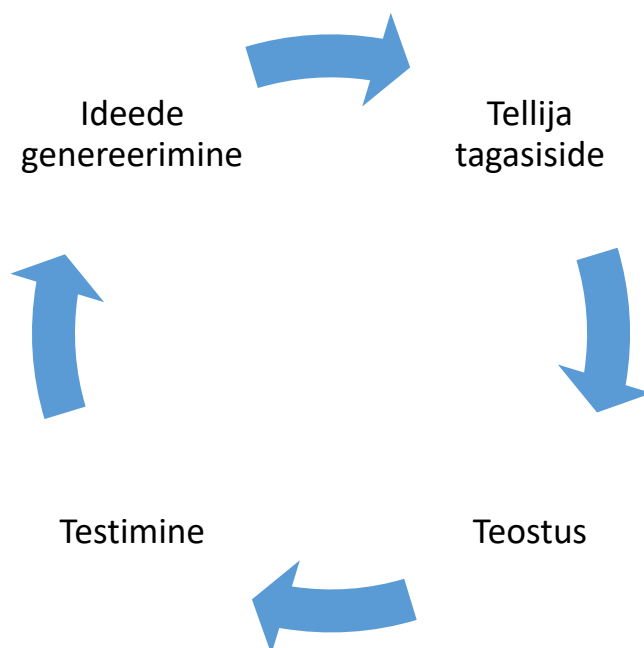 Ideede
genereerimine
Tellija
tagasiside
Testimine
Teostus